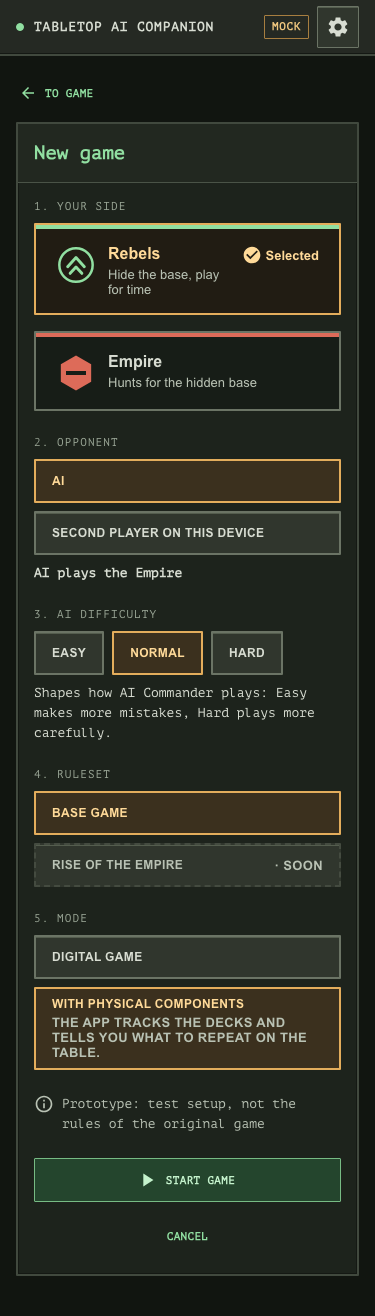 TABLETOP AI COMPANION
MOCK
TO GAME
New game
1. YOUR SIDE
Rebels
Selected
Hide the base, play
for time
Empire
Hunts for the hidden base
2. OPPONENT
AI
SECOND PLAYER ON THIS DEVICE
AI plays the Empire
3. AI DIFFICULTY
EASY
NORMAL
HARD
Shapes how AI Commander plays: Easy
makes more mistakes, Hard plays more
carefully.
4. RULESET
BASE GAME
RISE OF THE EMPIRE
· SOON
5. MODE
DIGITAL GAME
WITH PHYSICAL COMPONENTS
THE APP TRACKS THE DECKS AND
TELLS YOU WHAT TO REPEAT ON THE
TABLE.
Prototype: test setup, not the
rules of the original game
START GAME
CANCEL